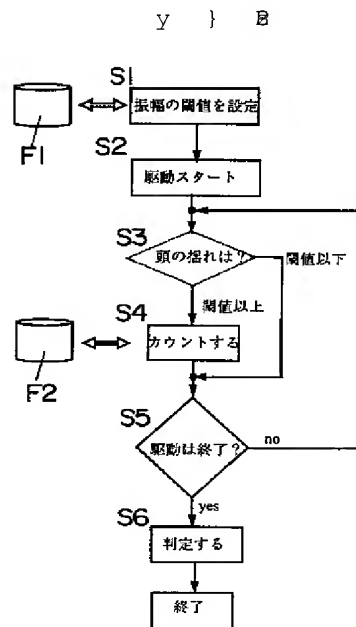 y } B
S1
振幅の閾値を設定
F1
S2
駆動スタート
S3
頭の揺れは？
閾値以下
閾値以上
S4
カウントする
F2
S5
駆動は終了？
no
yes
S6
判定する
終了